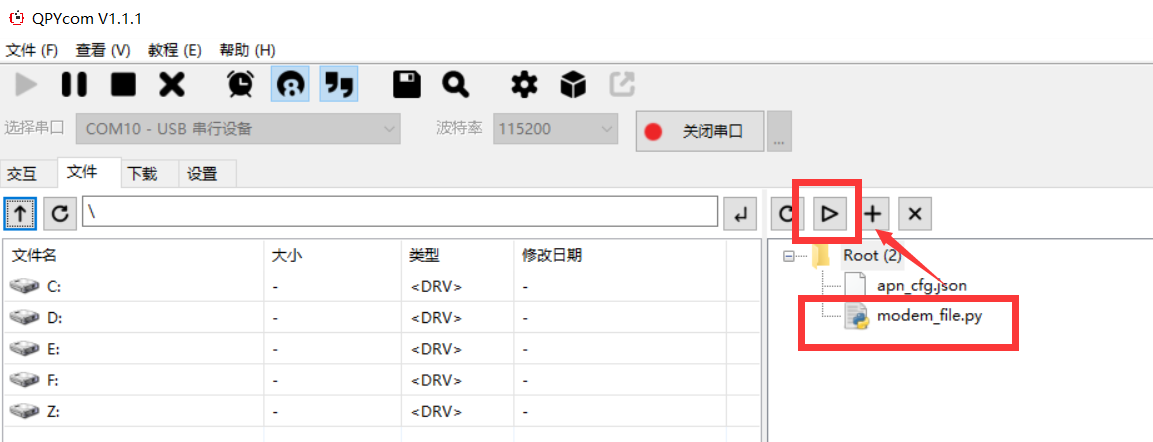 QPYcom V1.1.1
文件 (F) 查看 (V) 教程 (E) 帮助 (H)
选择串口 COM10 - USB 串行设备 波特率 115200 关闭串口 ...
交互 文件 下载 设置
\
文件名 大小 类型 修改日期
C: - <DRV> -
D: - <DRV> -
E: - <DRV> -
F: - <DRV> -
Z: - <DRV> -
Root (2)
apn_cfg.json
modem_file.py